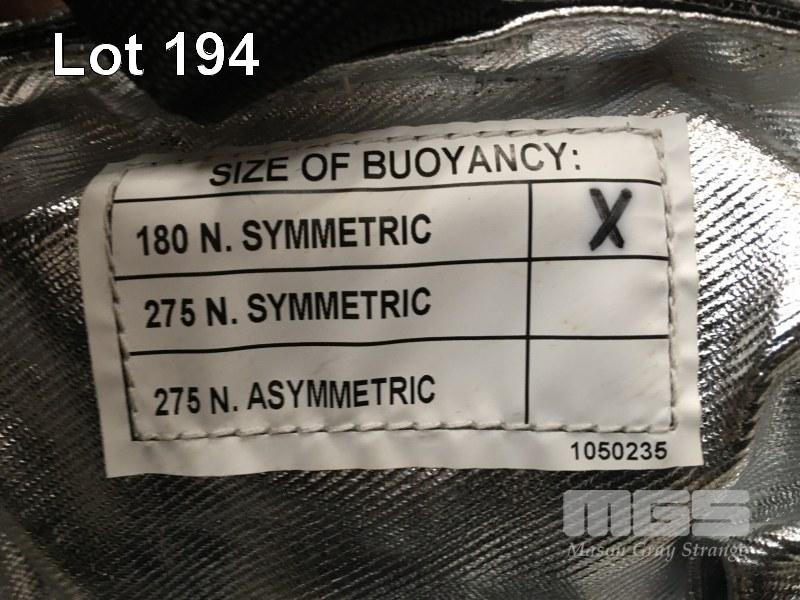 Lot 194
SIZE OF BUOYANCY:
180 N. SYMMETRIC X
275 N. SYMMETRIC
275 N. ASYMMETRIC
1050235
MGS
Mason Gray Strange